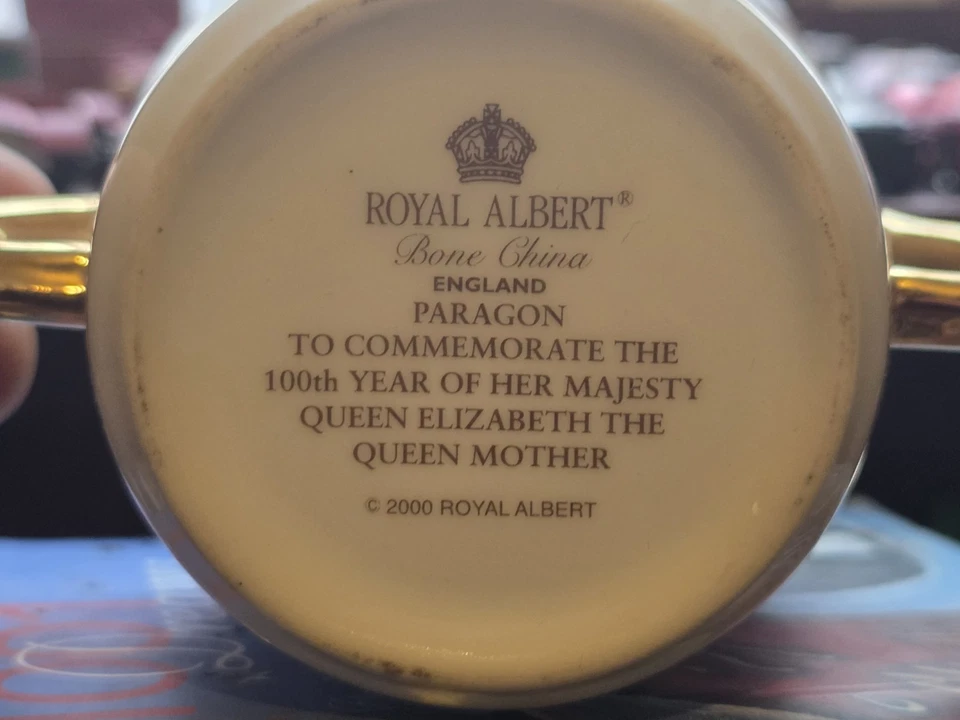 ROYAL ALBERT®
Bone China
ENGLAND
PARAGON
TO COMMEMORATE THE
100th YEAR OF HER MAJESTY
QUEEN ELIZABETH THE
QUEEN MOTHER
© 2000 ROYAL ALBERT